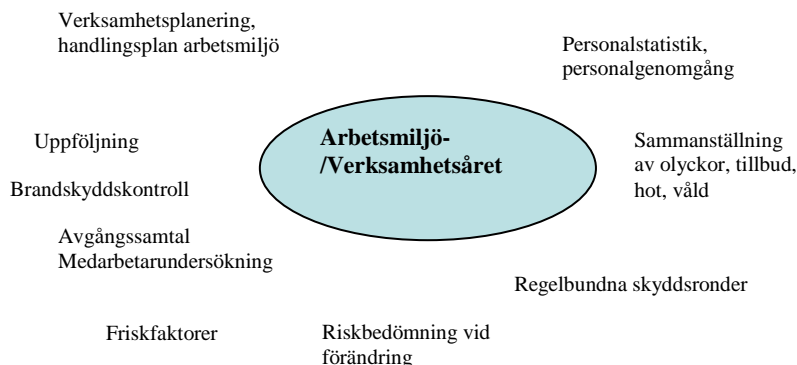 Verksamhetsplanering,
handlingsplan arbetsmiljö
Personalstatistik,
personalgenomgång
Arbetsmiljö-
/Verksamhetsåret
Uppföljning
Sammanställning
av olyckor, tillbud,
hot, våld
Brandskyddskontroll
Avgångssamtal
Medarbetarundersökning
Regelbundna skyddsronder
Friskfaktorer
Riskbedömning vid
förändring